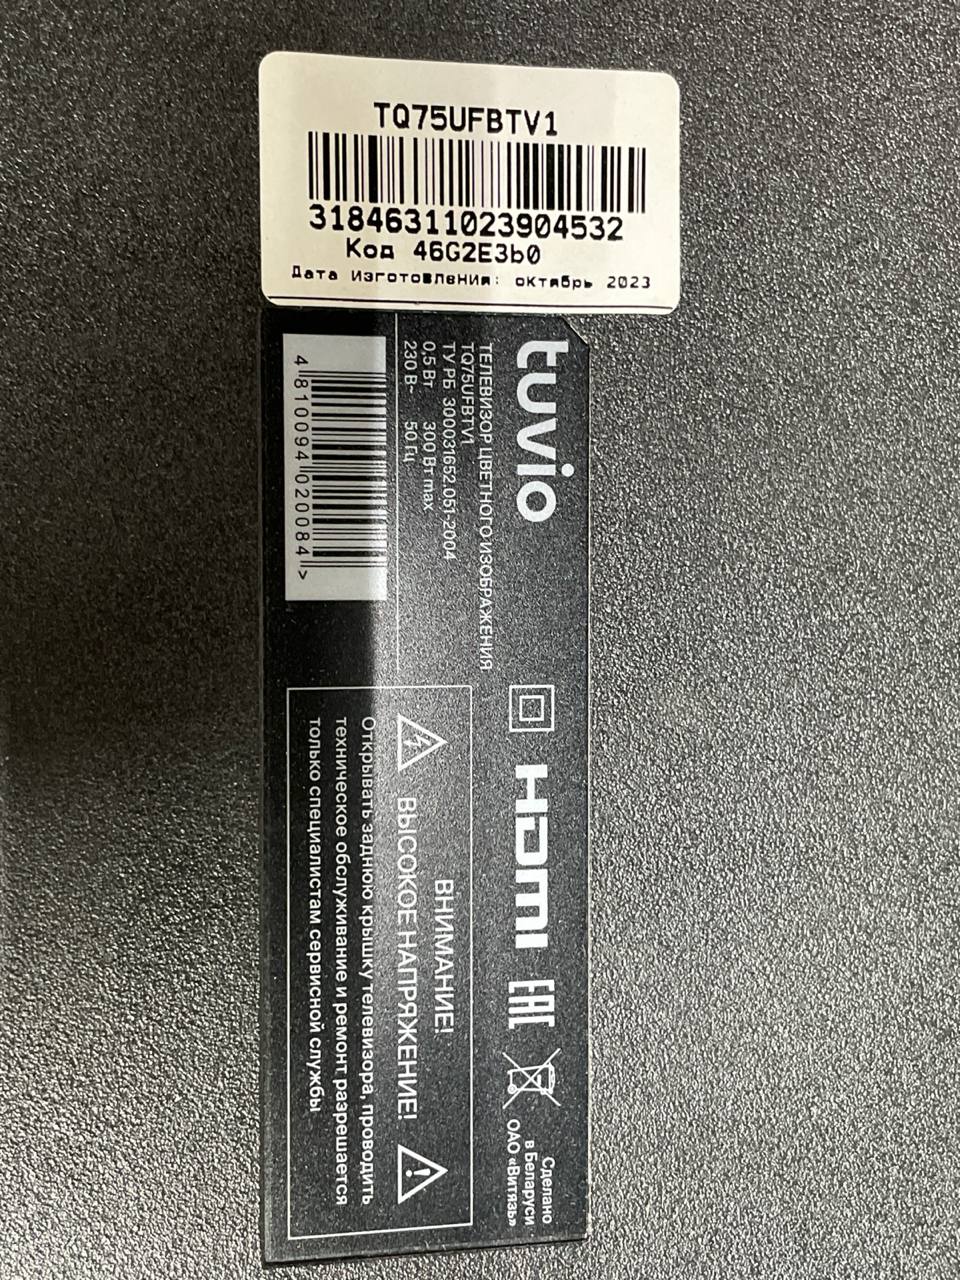 TQ75UFBTV1
31846311023904532
Код 46G2E3b0
Дата изготовления: октябрь 2023
tuvio
ТЕЛЕВИЗОР ЦВЕТНОГО ИЗОБРАЖЕНИЯ
TQ75UFBTV1
ТУ РБ 300031652.051-2004
0,5 Вт 300 Вт max
230 В~ 50 Гц
4 810094 020084 >
HDMI EAC
Сделано
в Беларуси
ОАО «Витязь»
ВНИМАНИЕ!
ВЫСОКОЕ НАПРЯЖЕНИЕ!
Открывать заднюю крышку телевизора, проводить
техническое обслуживание и ремонт разрешается
только специалистам сервисной службы